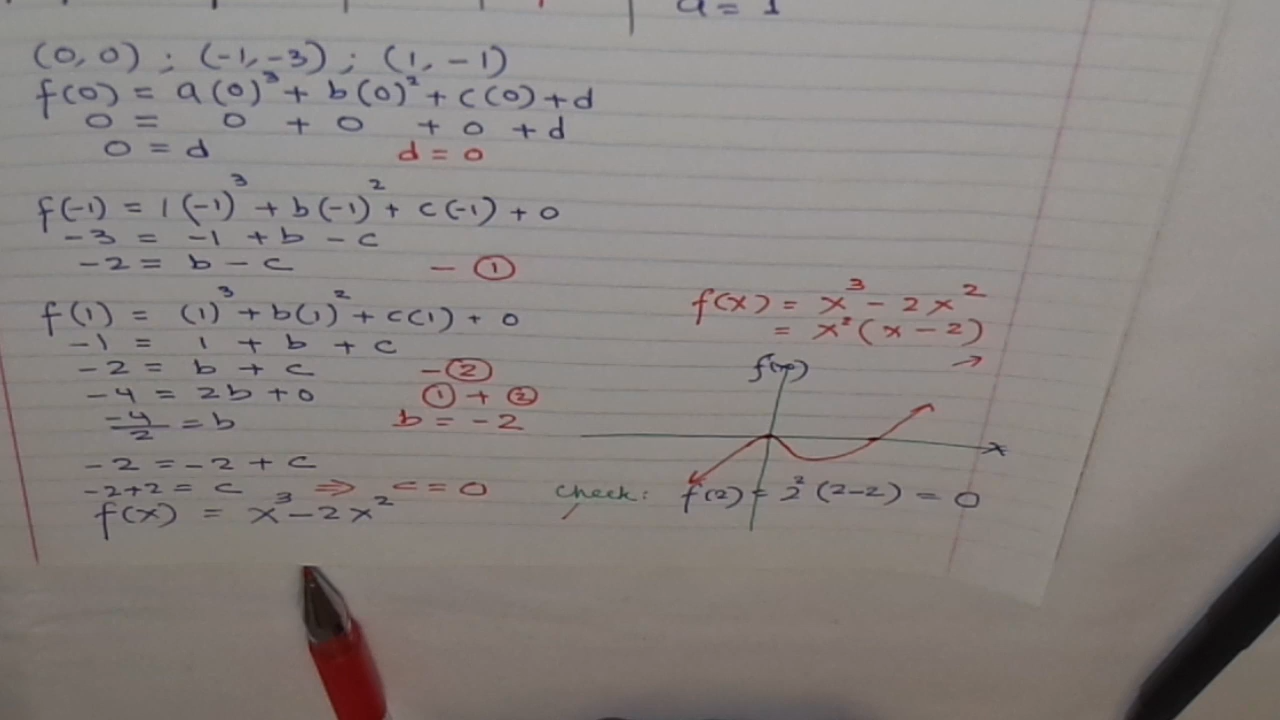 a = 1
(0, 0) ; (-1, -3) ; (1, -1)
f(0) = a(0)³ + b(0)² + c(0) + d
0 = 0 + 0 + 0 + d
0 = d d = 0
f(-1) = 1(-1)³ + b(-1)² + c(-1) + 0
-3 = -1 + b - c
-2 = b - c - ①
f(1) = (1)³ + b(1)² + c(1) + 0
-1 = 1 + b + c
-2 = b + c - ②
-4 = 2b + 0 ① + ②
-4/2 = b b = -2
-2 = -2 + c
-2+2 = c ⇒ c = 0
f(x) = x³ - 2x²
f(x) = x³ - 2x²
= x²(x - 2)
f(x)
x
check: f(2) = 2²(2-2) = 0